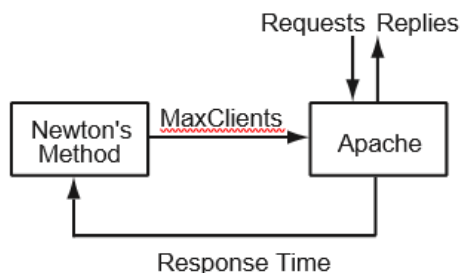 Requests Replies
Newton's
Method
MaxClients
Apache
Response Time